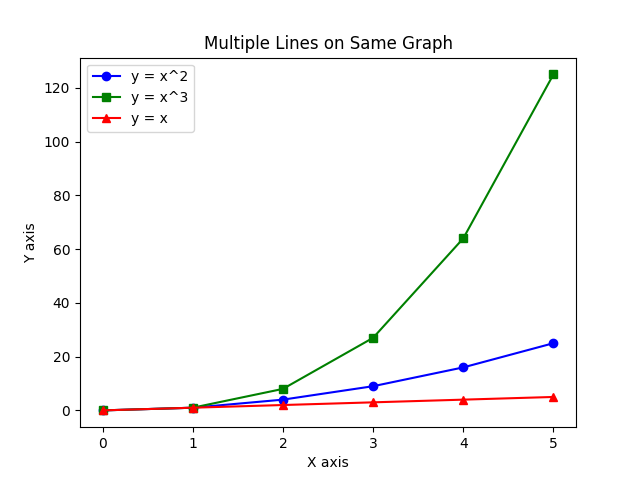 Multiple Lines on Same Graph
y = x^2
y = x^3
y = x
120
100
80
60
40
20
0
Y axis
0 1 2 3 4 5
X axis